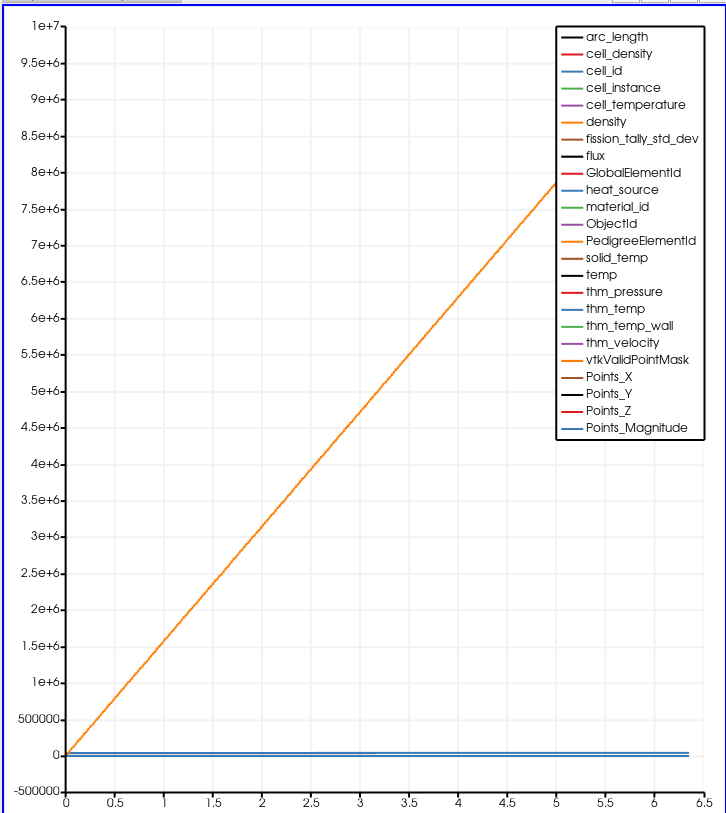 1e+7
9.5e+6
9e+6
8.5e+6
8e+6
7.5e+6
7e+6
6.5e+6
6e+6
5.5e+6
5e+6
4.5e+6
4e+6
3.5e+6
3e+6
2.5e+6
2e+6
1.5e+6
1e+6
500000
0
-500000
0 0.5 1 1.5 2 2.5 3 3.5 4 4.5 5 5.5 6 6.5
arc_length
cell_density
cell_id
cell_instance
cell_temperature
density
fission_tally_std_dev
flux
GlobalElementId
heat_source
material_id
ObjectId
PedigreeElementId
solid_temp
temp
thm_pressure
thm_temp
thm_temp_wall
thm_velocity
vtkValidPointMask
Points_X
Points_Y
Points_Z
Points_Magnitude